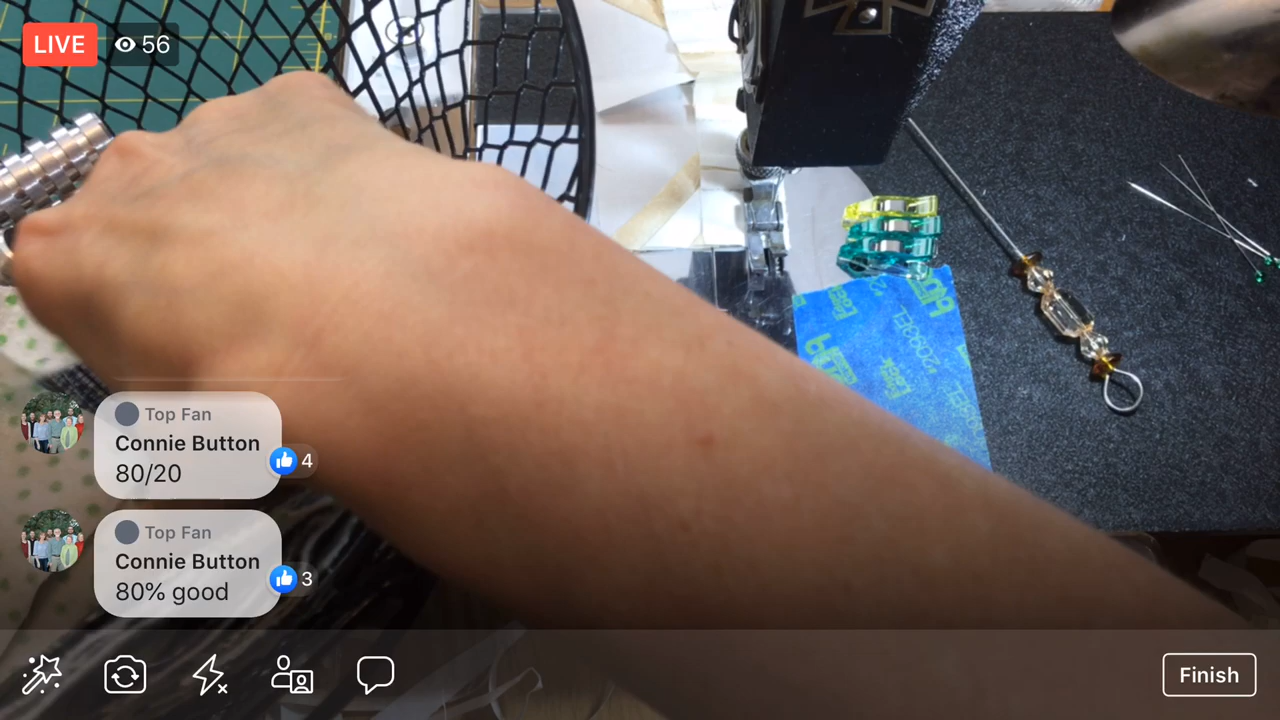 LIVE 56
Top Fan
Connie Button
80/20
4
Top Fan
Connie Button
80% good
3
Finish